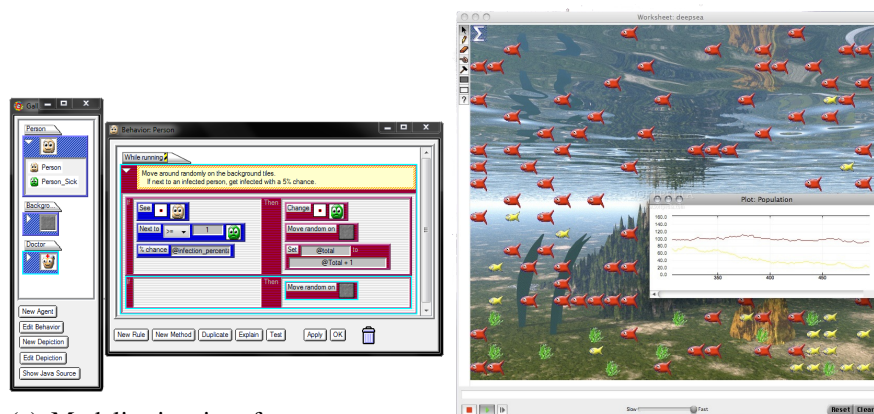 Gall
Person
Person
Person_Sick
Backgro...
Doctor
New Agent
Edit Behavior
New Depiction
Edit Depiction
Show Java Source
Behavior: Person
While running
Move around randomly on the background tiles.
If next to an infected person, get infected with a 5% chance.
If
See
Next to >= 1
% chance @infection_percenta
Then
Change
Move random on
Set @total to
@Total + 1
If
Then
Move random on
New Rule New Method Duplicate Explain Test Apply OK
Worksheet: deepsea
Σ
?
Plot: Population
160.0
140.0
120.0
100.0
80.0
60.0
40.0
20.0
0.0
350 400 450
Slow Fast
Reset Clear